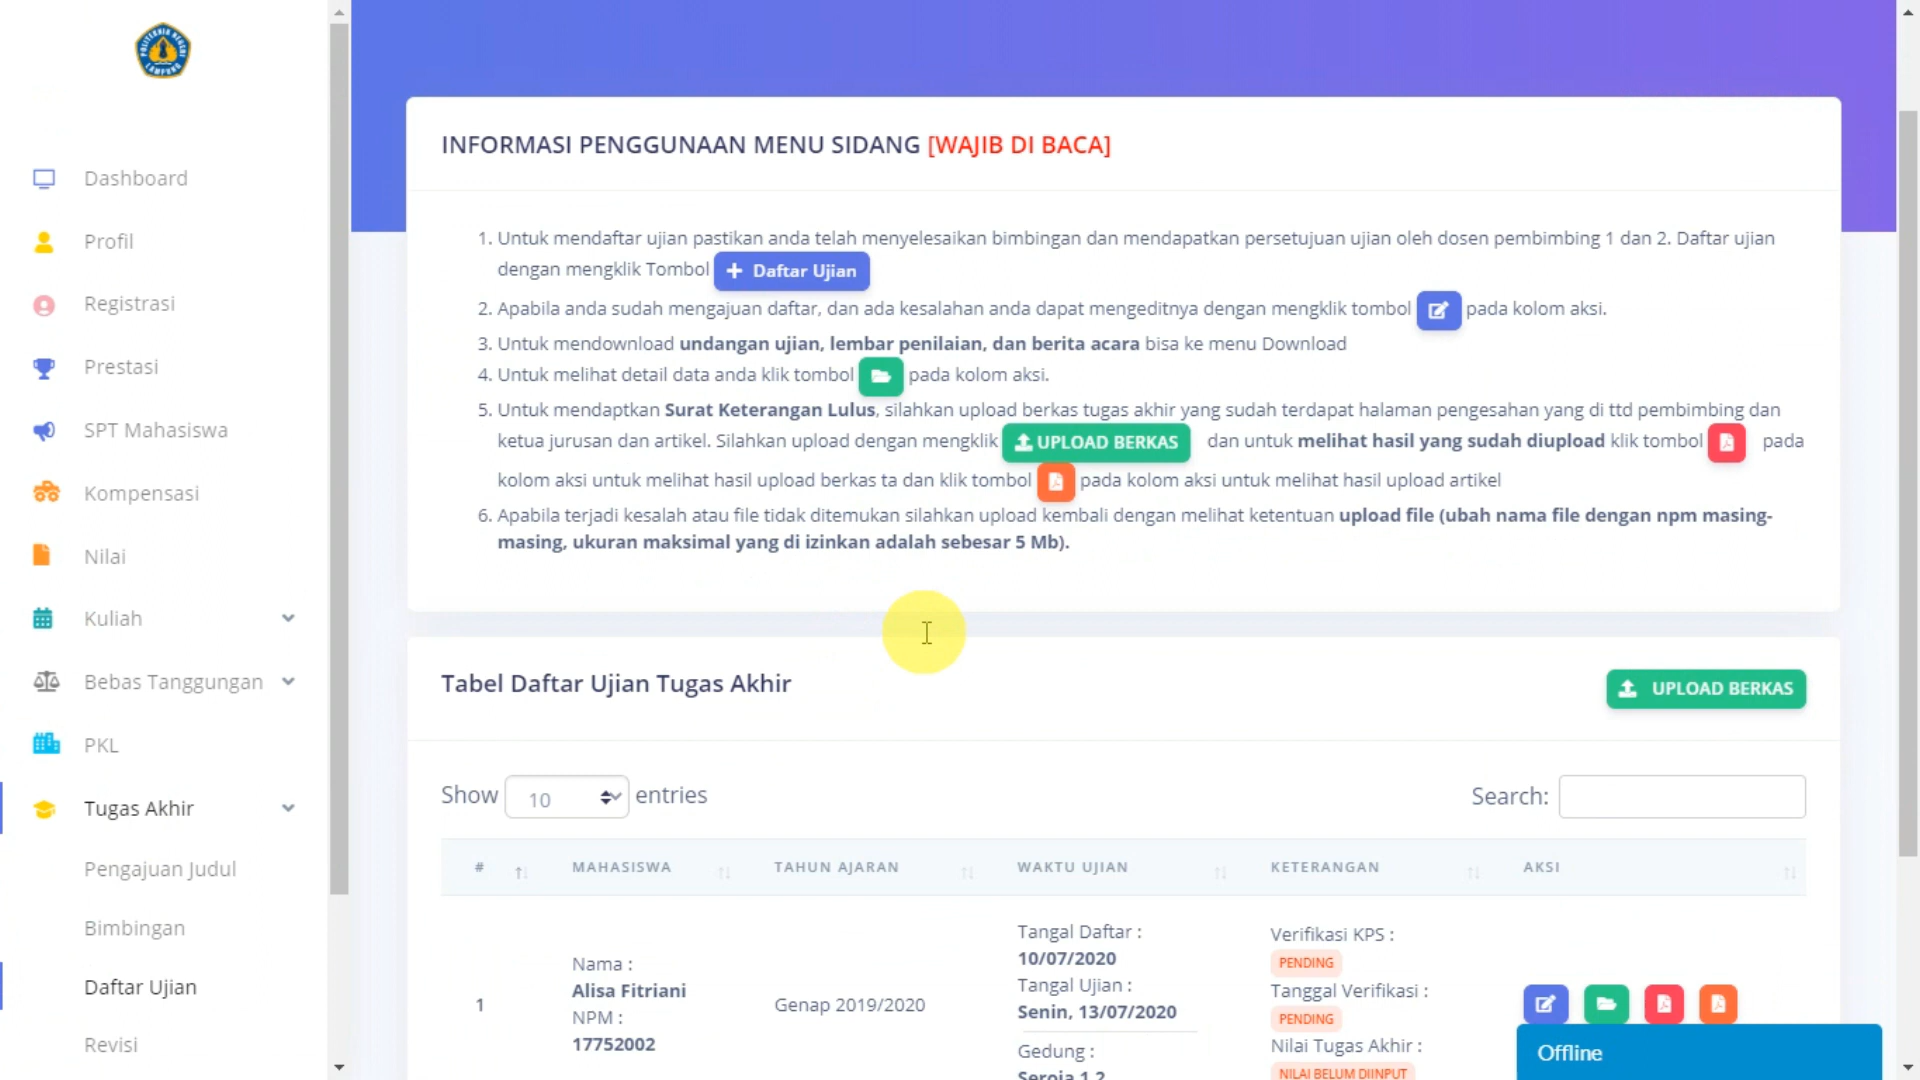 POLITEKNIK NEGERI
LAMPUNG
Dashboard
Profil
Registrasi
Prestasi
SPT Mahasiswa
Kompensasi
Nilai
Kuliah
Bebas Tanggungan
PKL
Tugas Akhir
Pengajuan Judul
Bimbingan
Daftar Ujian
Revisi
INFORMASI PENGGUNAAN MENU SIDANG [WAJIB DI BACA]
1. Untuk mendaftar ujian pastikan anda telah menyelesaikan bimbingan dan mendapatkan persetujuan ujian oleh dosen pembimbing 1 dan 2. Daftar ujian
dengan mengklik Tombol + Daftar Ujian
2. Apabila anda sudah mengajuan daftar, dan ada kesalahan anda dapat mengeditnya dengan mengklik tombol pada kolom aksi.
3. Untuk mendownload undangan ujian, lembar penilaian, dan berita acara bisa ke menu Download
4. Untuk melihat detail data anda klik tombol pada kolom aksi.
5. Untuk mendaptkan Surat Keterangan Lulus, silahkan upload berkas tugas akhir yang sudah terdapat halaman pengesahan yang di ttd pembimbing dan
ketua jurusan dan artikel. Silahkan upload dengan mengklik UPLOAD BERKAS dan untuk melihat hasil yang sudah diupload klik tombol pada
kolom aksi untuk melihat hasil upload berkas ta dan klik tombol pada kolom aksi untuk melihat hasil upload artikel
6. Apabila terjadi kesalah atau file tidak ditemukan silahkan upload kembali dengan melihat ketentuan upload file (ubah nama file dengan npm masing-
masing, ukuran maksimal yang di izinkan adalah sebesar 5 Mb).
Tabel Daftar Ujian Tugas Akhir
UPLOAD BERKAS
Show 10 entries
Search:
# MAHASISWA TAHUN AJARAN WAKTU UJIAN KETERANGAN AKSI
1
Nama :
Alisa Fitriani
NPM :
17752002
Genap 2019/2020
Tangal Daftar :
10/07/2020
Tangal Ujian :
Senin, 13/07/2020
Gedung :
Seroja 1.2
Verifikasi KPS :
PENDING
Tanggal Verifikasi :
PENDING
Nilai Tugas Akhir :
NILAI BELUM DIINPUT
Offline